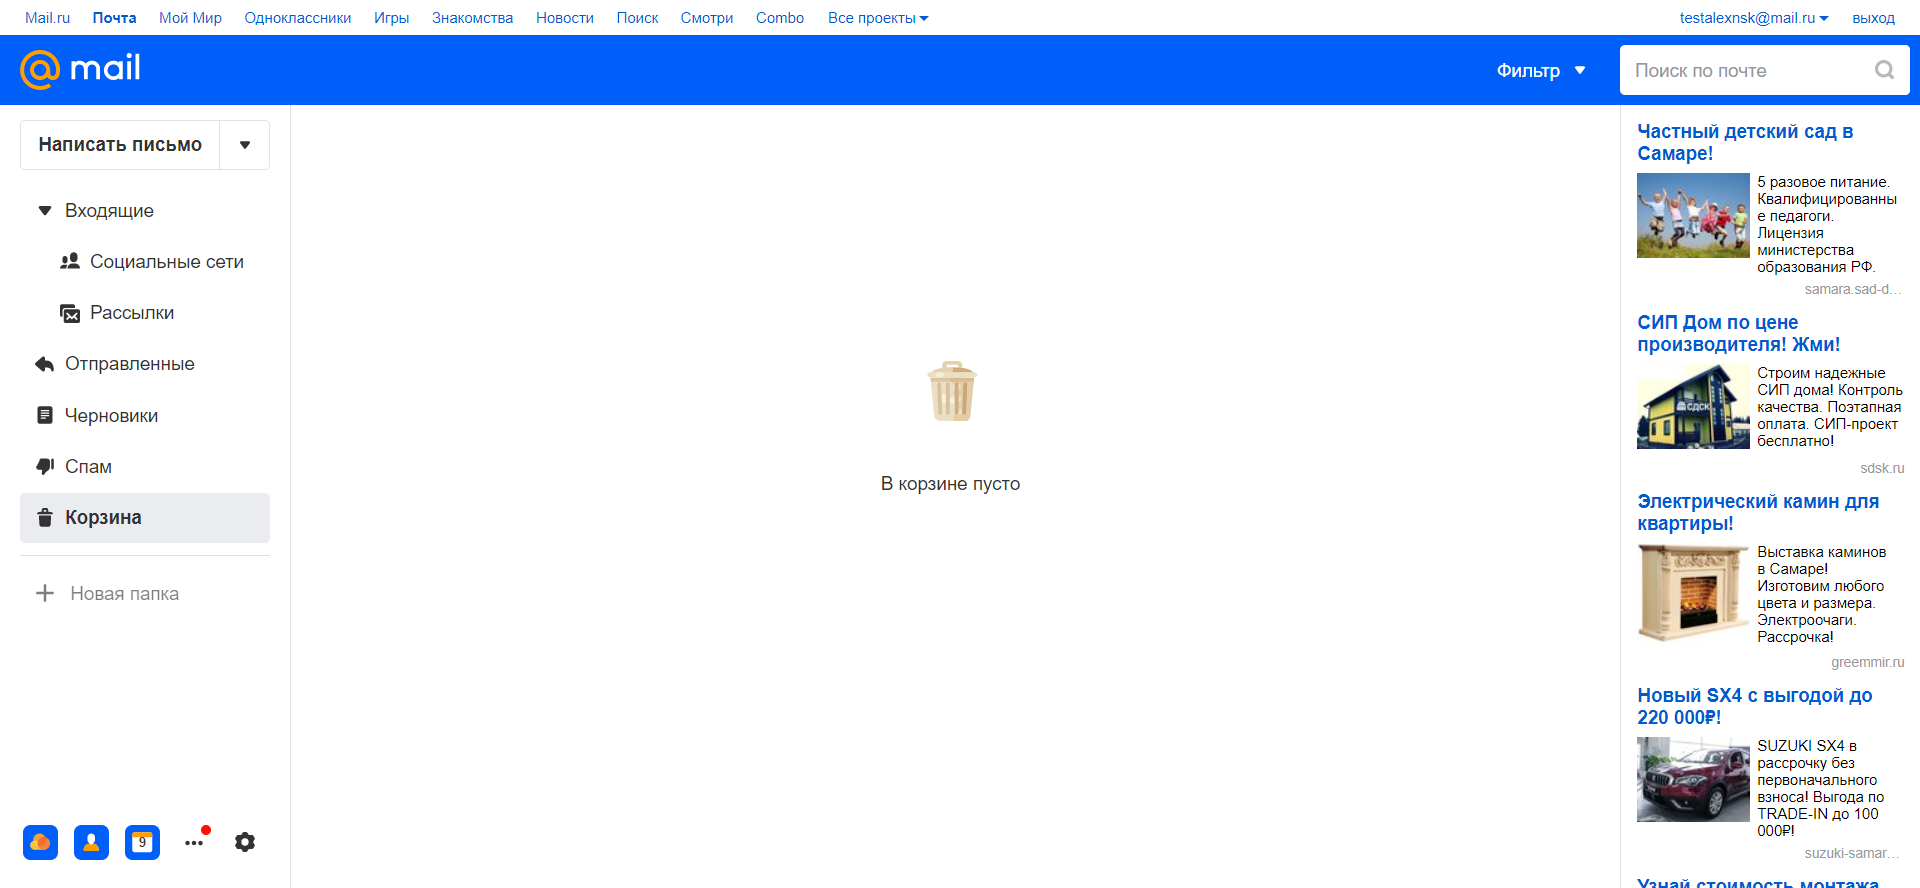 Mail.ru Почта Мой Мир Одноклассники Игры Знакомства Новости Поиск Смотри Combo Все проекты testalexnsk@mail.ru выход
mail
Фильтр
Поиск по почте
Написать письмо
Входящие
Социальные сети
Рассылки
Отправленные
Черновики
Спам
Корзина
Новая папка
9
В корзине пусто
Частный детский сад в
Самаре!
5 разовое питание.
Квалифицированны
е педагоги.
Лицензия
министерства
образования РФ.
samara.sad-d...
СИП Дом по цене
производителя! Жми!
СДСК
Строим надежные
СИП дома! Контроль
качества. Поэтапная
оплата. СИП-проект
бесплатно!
sdsk.ru
Электрический камин для
квартиры!
Выставка каминов
в Самаре!
Изготовим любого
цвета и размера.
Электроочаги.
Рассрочка!
greemmir.ru
Новый SX4 с выгодой до
220 000₽!
SUZUKI SX4 в
рассрочку без
первоначального
взноса! Выгода по
TRADE-IN до 100
000₽!
suzuki-samar...
Узнай стоимость монтажа